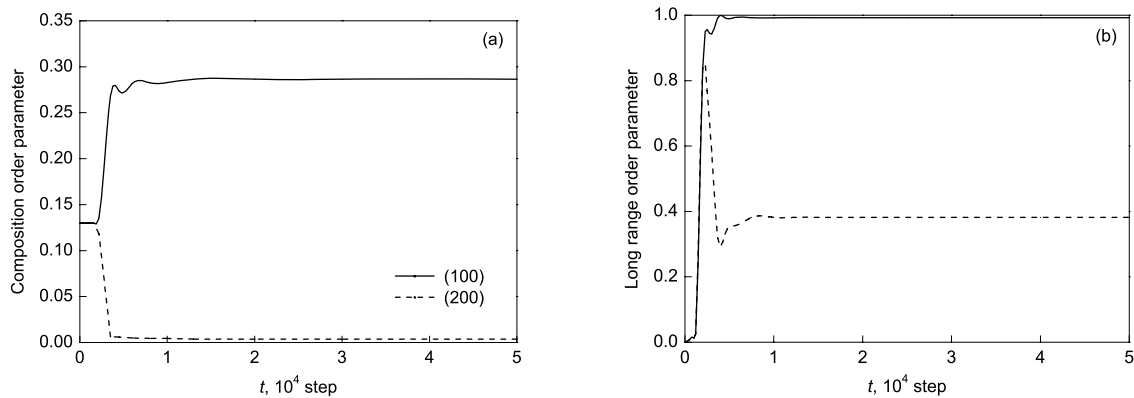 (a)
Composition order parameter
0.35
0.30
0.25
0.20
0.15
0.10
0.05
0.00
(100)
(200)
0 1 2 3 4 5
t, 10⁴ step
(b)
Long range order parameter
1.0
0.8
0.6
0.4
0.2
0.0
0 1 2 3 4 5
t, 10⁴ step